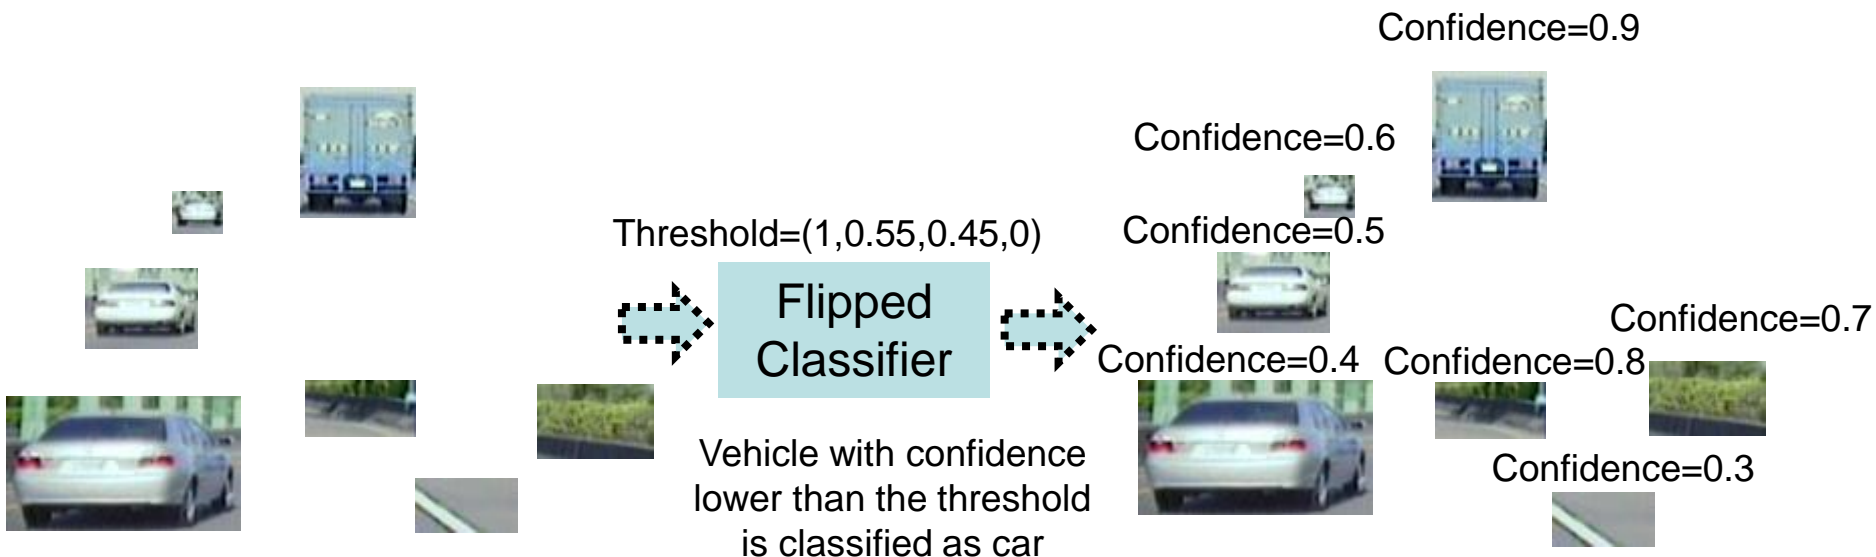 Confidence=0.9
Confidence=0.6
Threshold=(1,0.55,0.45,0)
Confidence=0.5
Flipped
Classifier
Confidence=0.7
Confidence=0.4
Confidence=0.8
Vehicle with confidence
lower than the threshold
is classified as car
Confidence=0.3